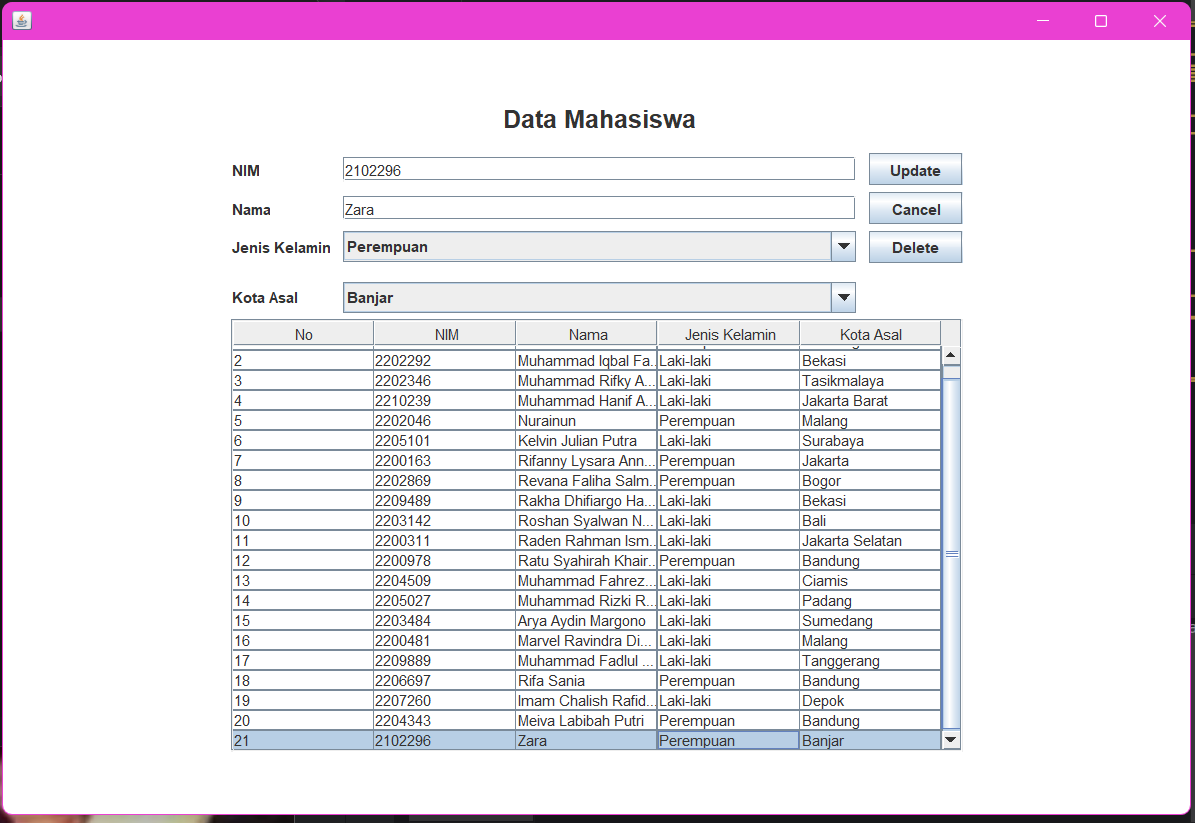 Data Mahasiswa
NIM 2102296 Update
Nama Zara Cancel
Jenis Kelamin Perempuan Delete
Kota Asal Banjar
No NIM Nama Jenis Kelamin Kota Asal
2 2202292 Muhammad Iqbal Fa... Laki-laki Bekasi
3 2202346 Muhammad Rifky A... Laki-laki Tasikmalaya
4 2210239 Muhammad Hanif A... Laki-laki Jakarta Barat
5 2202046 Nurainun Perempuan Malang
6 2205101 Kelvin Julian Putra Laki-laki Surabaya
7 2200163 Rifanny Lysara Ann... Perempuan Jakarta
8 2202869 Revana Faliha Salm... Perempuan Bogor
9 2209489 Rakha Dhifiargo Ha... Laki-laki Bekasi
10 2203142 Roshan Syalwan N... Laki-laki Bali
11 2200311 Raden Rahman Ism... Laki-laki Jakarta Selatan
12 2200978 Ratu Syahirah Khair... Perempuan Bandung
13 2204509 Muhammad Fahrez... Laki-laki Ciamis
14 2205027 Muhammad Rizki R... Laki-laki Padang
15 2203484 Arya Aydin Margono Laki-laki Sumedang
16 2200481 Marvel Ravindra Di... Laki-laki Malang
17 2209889 Muhammad Fadlul ... Laki-laki Tanggerang
18 2206697 Rifa Sania Perempuan Bandung
19 2207260 Imam Chalish Rafid... Laki-laki Depok
20 2204343 Meiva Labibah Putri Perempuan Bandung
21 2102296 Zara Perempuan Banjar